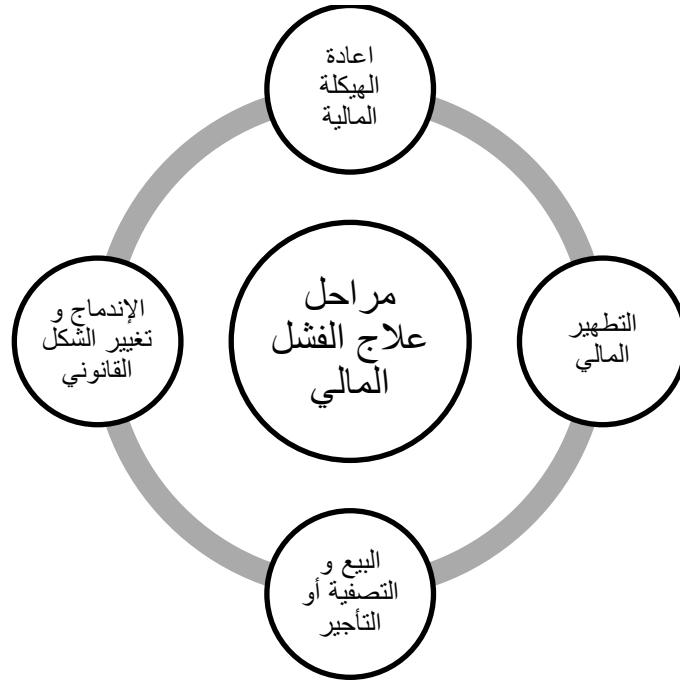 اعادة
الهيكلة
المالية
التطهير
المالي
البيع و
التصفية أو
التأجير
الإندماج و
تغيير الشكل
القانوني
مراحل
علاج الفشل
المالي